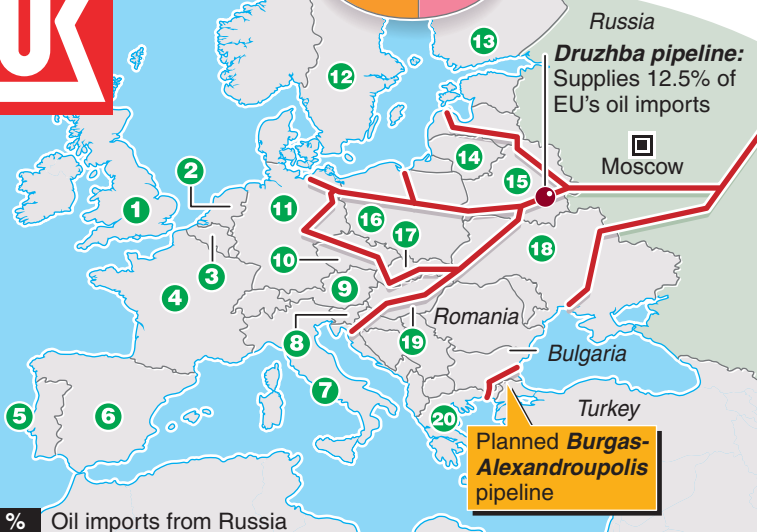 UK
Russia
Druzhba pipeline:
Supplies 12.5% of
EU's oil imports
Moscow
13
12
14
15
2
1
11
16
17
18
3
10
4
9
Romania
8
19
Bulgaria
7
5
6
20
Turkey
Planned Burgas-
Alexandroupolis
pipeline
% Oil imports from Russia